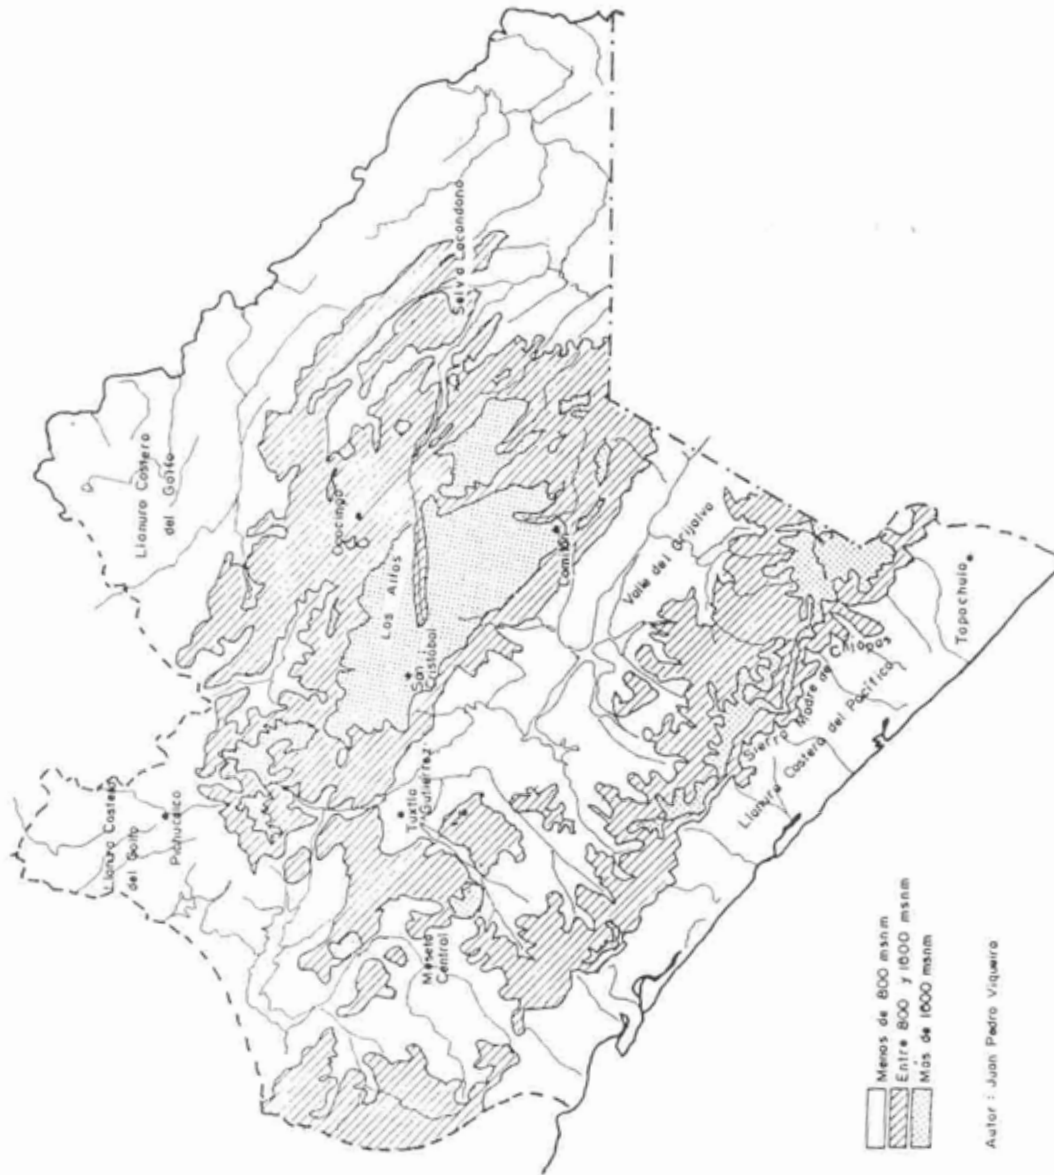 Llanura Costera
del Golfo
Pichucalco
Llanura Costera
del Golfo
Ocosingo
Los Altos
San
Cristobal
Selva Lacandona
Tuxtla
Gutierrez
Meseta
Central
Comitán
Valle del Grijalva
Sierra Madre de Chiapas
Llanura Costera del Pacífico
Tapachula
Menos de 800 msnm
Entre 800 y 1600 msnm
Más de 1600 msnm
Autor : Juan Pedro Viqueira